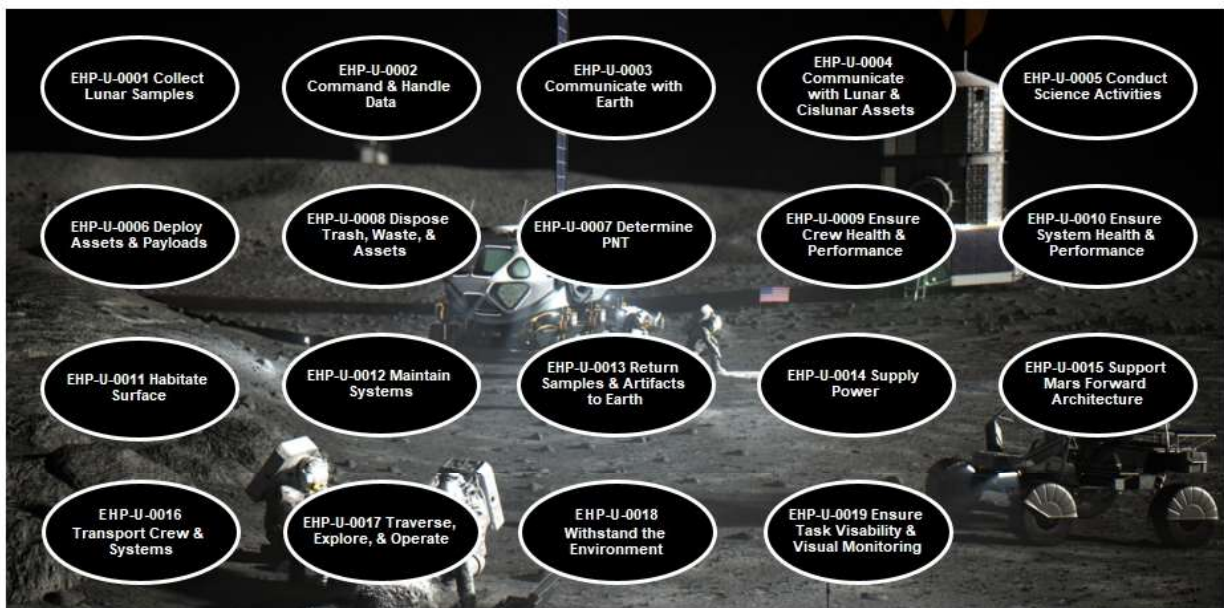 EHP-U-0001 Collect
Lunar Samples
EHP-U-0002
Command & Handle
Data
EHP-U-0003
Communicate with
Earth
EHP-U-0004
Communicate
with Lunar &
Cislunar Assets
EHP-U-0005 Conduct
Science Activities
EHP-U-0006 Deploy
Assets & Payloads
EHP-U-0008 Dispose
Trash, Waste, &
Assets
EHP-U-0007 Determine
PNT
EHP-U-0009 Ensure
Crew Health &
Performance
EHP-U-0010 Ensure
System Health &
Performance
EHP-U-0011 Habitate
Surface
EHP-U-0012 Maintain
Systems
EHP-U-0013 Return
Samples & Artifacts
to Earth
EHP-U-0014 Supply
Power
EHP-U-0015 Support
Mars Forward
Architecture
EHP-U-0016
Transport Crew &
Systems
EHP-U-0017 Traverse,
Explore, & Operate
EHP-U-0018
Withstand the
Environment
EHP-U-0019 Ensure
Task Visability &
Visual Monitoring